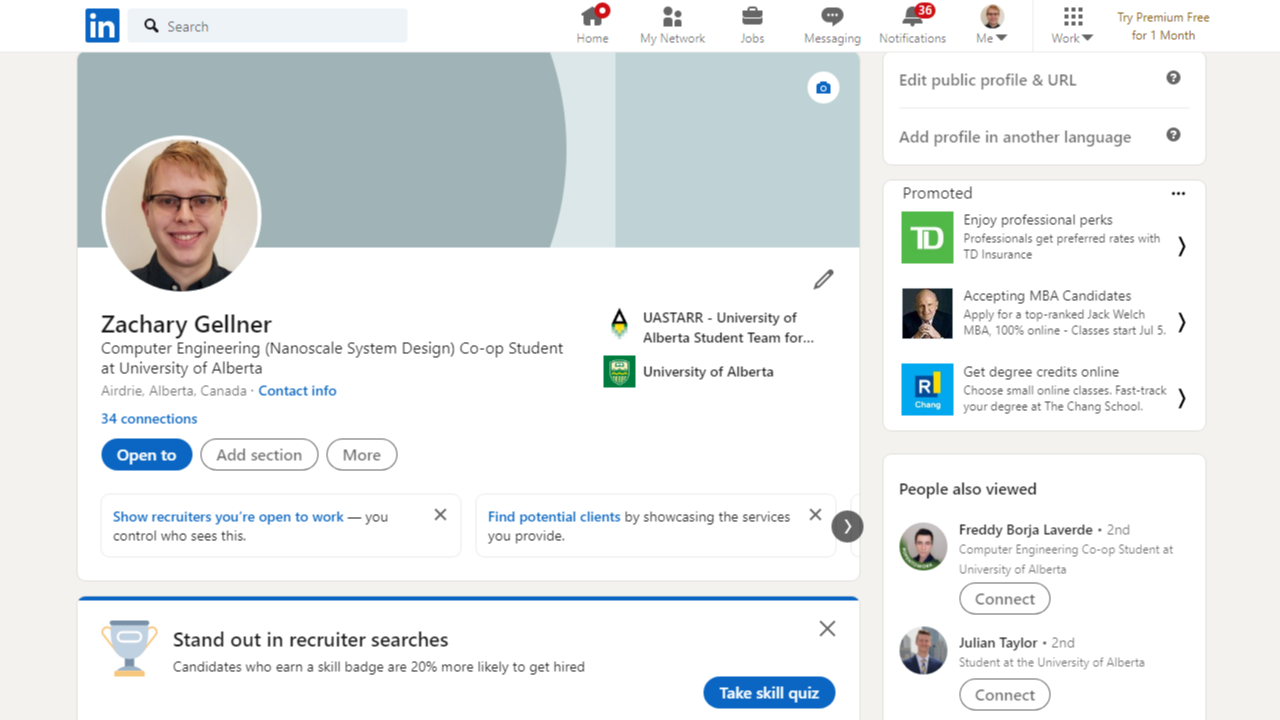 in
Search
Home
My Network
Jobs
Messaging
36
Notifications
Me
Work
Try Premium Free
for 1 Month
Zachary Gellner
Computer Engineering (Nanoscale System Design) Co-op Student
at University of Alberta
Airdrie, Alberta, Canada · Contact info
34 connections
Open to
Add section
More
UASTARR - University of
Alberta Student Team for...
University of Alberta
Show recruiters you’re open to work — you
control who sees this.
Find potential clients by showcasing the services
you provide.
Stand out in recruiter searches
Candidates who earn a skill badge are 20% more likely to get hired
Take skill quiz
Edit public profile & URL
Add profile in another language
Promoted
TD
Enjoy professional perks
Professionals get preferred rates with
TD Insurance
Accepting MBA Candidates
Apply for a top-ranked Jack Welch
MBA, 100% online - Classes start Jul 5.
R
Chang
Get degree credits online
Choose small online classes. Fast-track
your degree at The Chang School.
People also viewed
Freddy Borja Laverde • 2nd
Computer Engineering Co-op Student at
University of Alberta
Connect
Julian Taylor • 2nd
Student at the University of Alberta
Connect